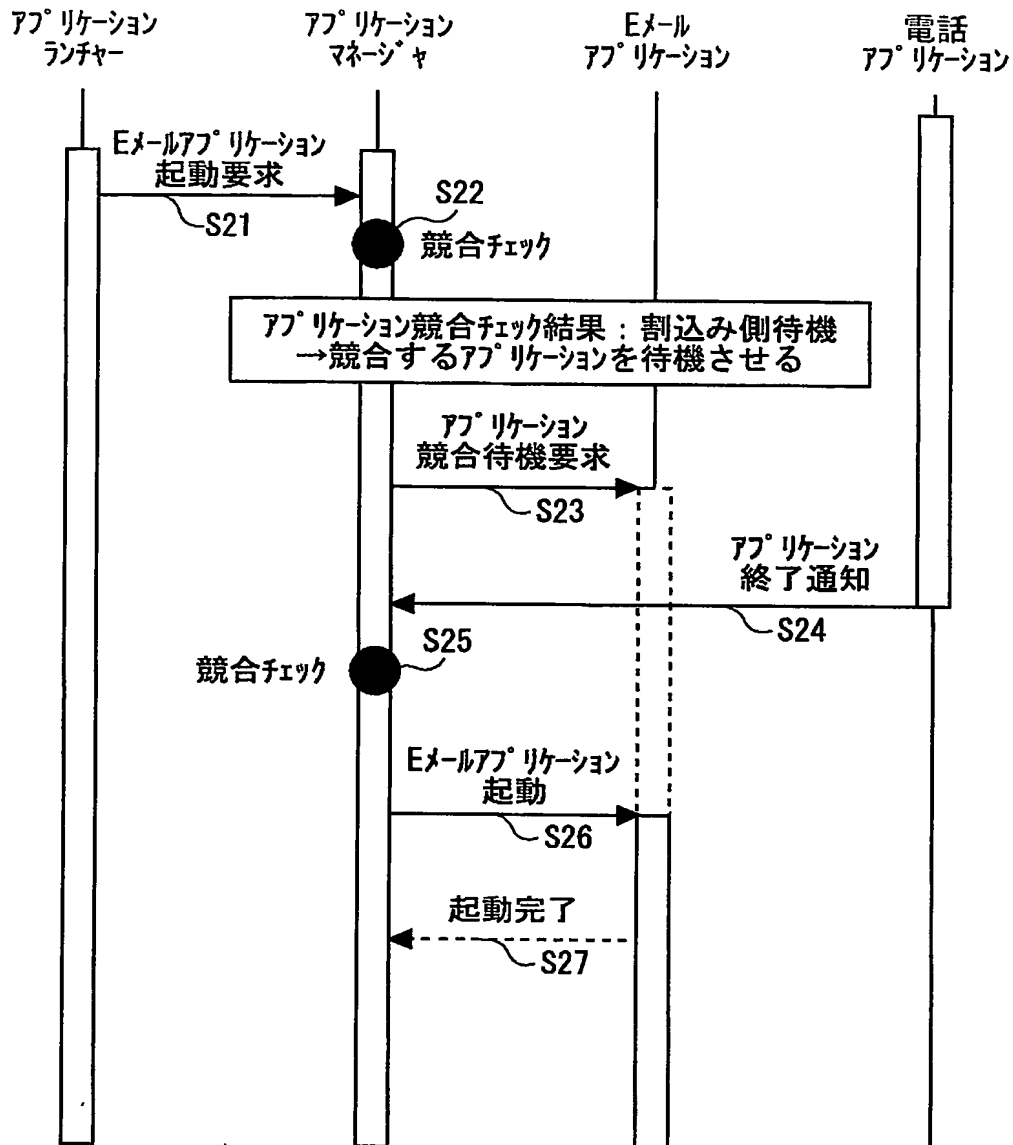 アプリケーション
ランチャー
アプリケーション
マネージャ
Eメール
アプリケーション
電話
アプリケーション
Eメールアプリケーション
起動要求
S21
S22
競合チェック
アプリケーション競合チェック結果：割込み側待機
→競合するアプリケーションを待機させる
アプリケーション
競合待機要求
S23
アプリケーション
終了通知
S24
S25
競合チェック
Eメールアプリケーション
起動
S26
起動完了
S27